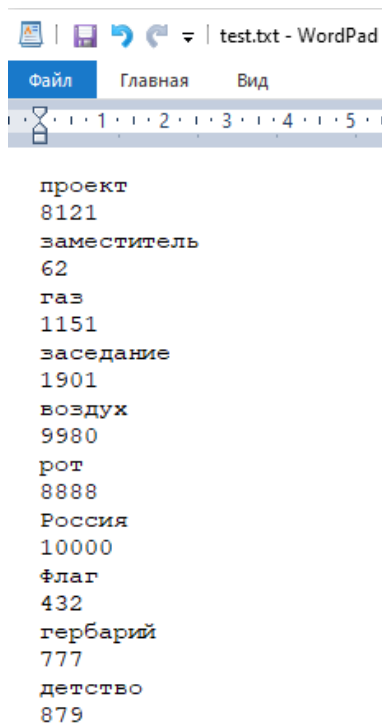 test.txt - WordPad
Файл Главная Вид
1 2 3 4 5
проект
8121
заместитель
62
газ
1151
заседание
1901
воздух
9980
рот
8888
Россия
10000
Флаг
432
гербарий
777
детство
879